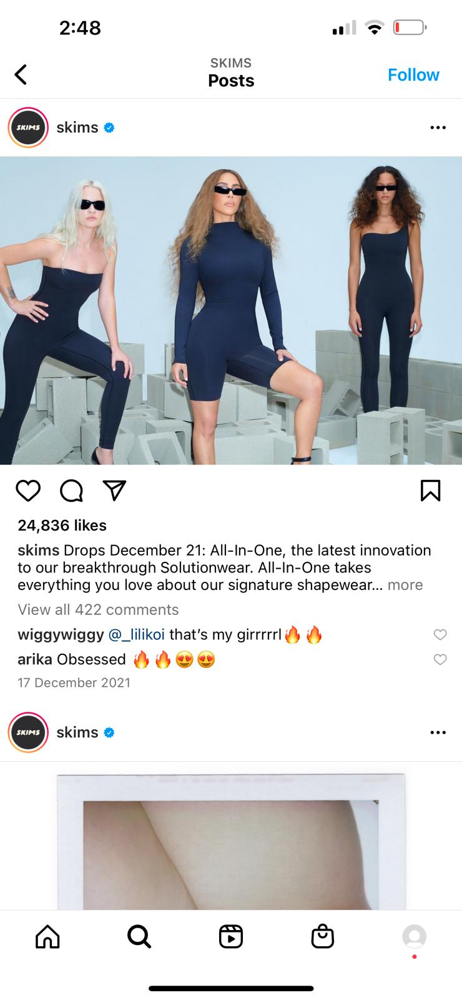 2:48
SKIMS
Posts
Follow
SKIMS
skims
24,836 likes
skims Drops December 21: All-In-One, the latest innovation
to our breakthrough Solutionwear. All-In-One takes
everything you love about our signature shapewear... more
View all 422 comments
wiggywiggy @_lilikoi that's my girrrrrl🔥🔥
arika Obsessed 🔥🔥😍😍
17 December 2021
SKIMS
skims